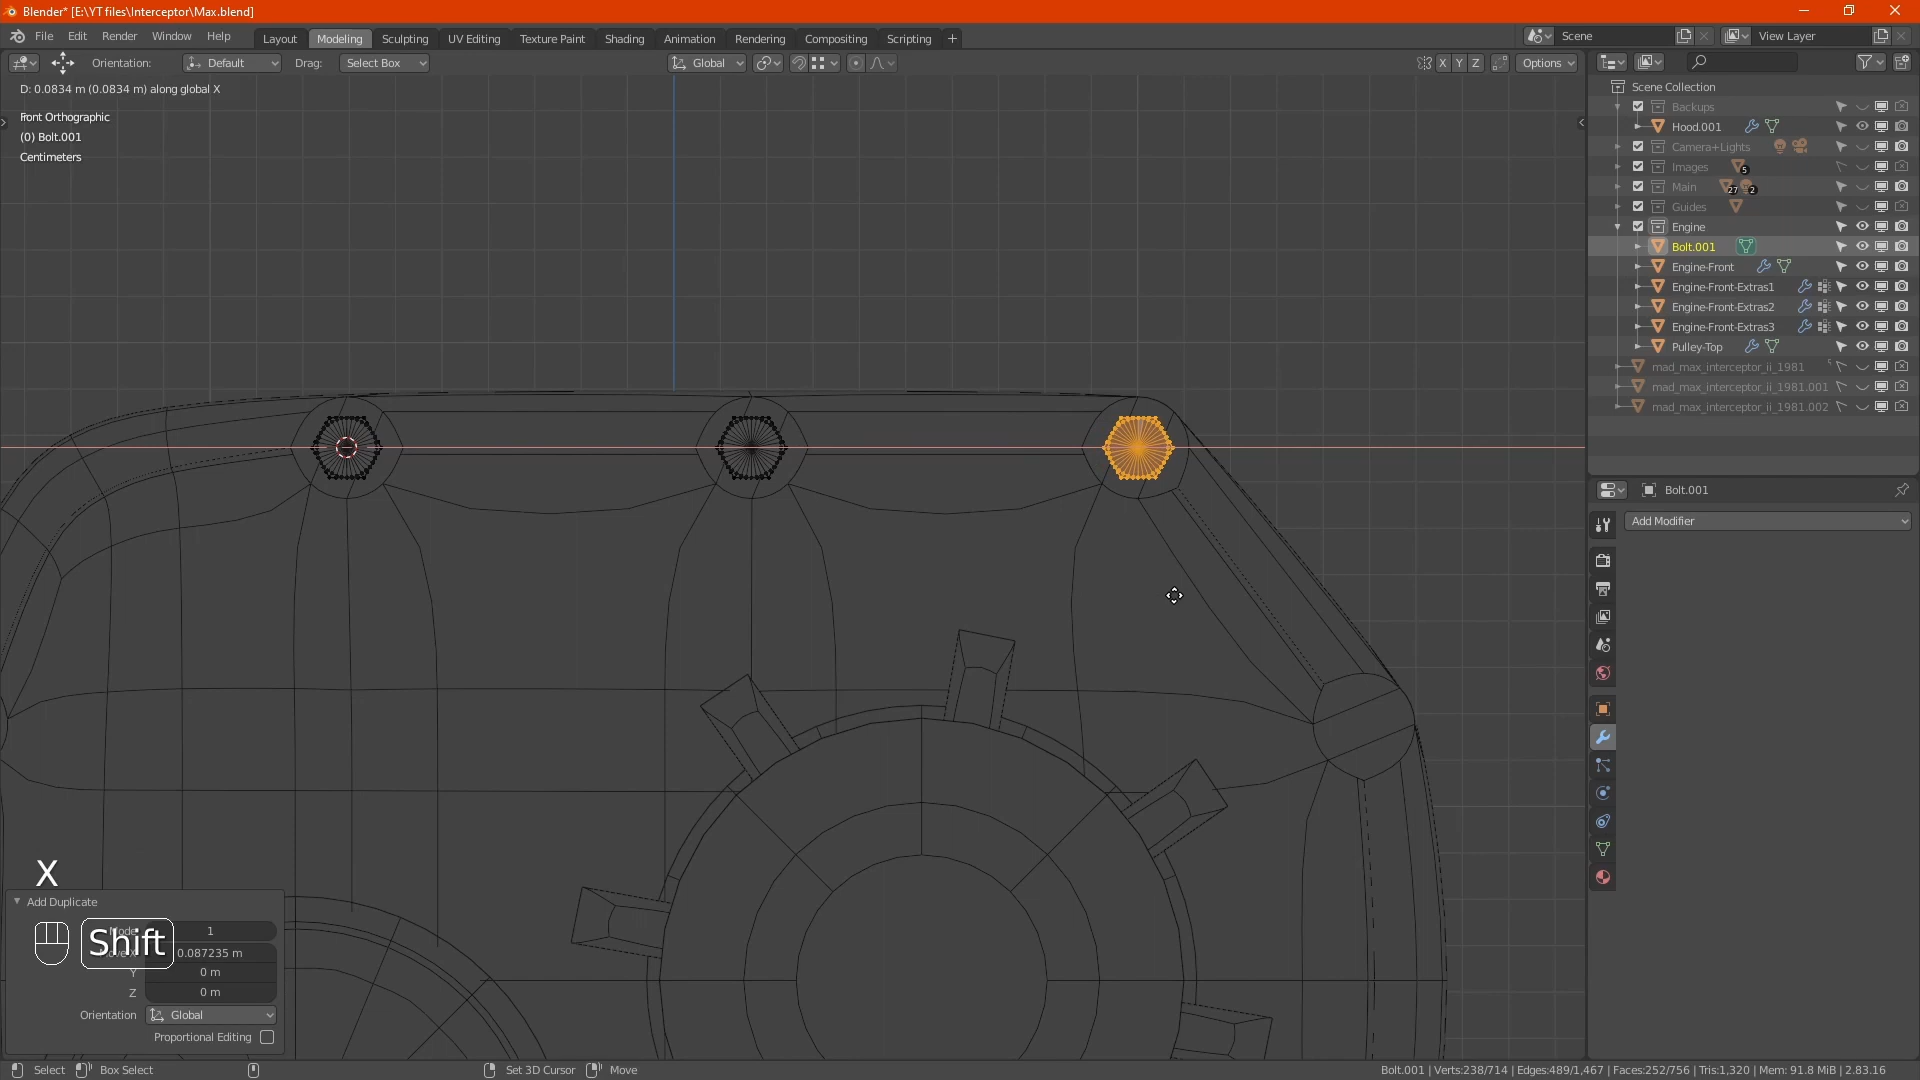 Blender* [E:\YT files\Interceptor\Max.blend]
File Edit Render Window Help Layout Modeling Sculpting UV Editing Texture Paint Shading Animation Rendering Compositing Scripting + Scene View Layer
Orientation: Default Drag: Select Box Global X Y Z Options
D: 0.0834 m (0.0834 m) along global X
Front Orthographic
(0) Bolt.001
Centimeters
Scene Collection
Backups
Hood.001
Camera+Lights
Images 5
Main 27 2
Guides
Engine
Bolt.001
Engine-Front
Engine-Front-Extras1
Engine-Front-Extras2
Engine-Front-Extras3
Pulley-Top
mad_max_interceptor_ii_1981
mad_max_interceptor_ii_1981.001
mad_max_interceptor_ii_1981.002
Bolt.001
Add Modifier
X
Add Duplicate
Mode 1
Shift
0.087235 m
Y 0 m
Z 0 m
Orientation Global
Proportional Editing
Select Box Select Set 3D Cursor Move Bolt.001 | Verts:238/714 | Edges:489/1,467 | Faces:252/756 | Tris:1,320 | Mem: 91.8 MiB | 2.83.16